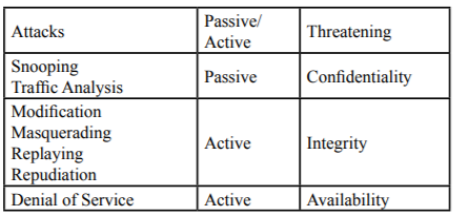 Attacks Passive/ Active Threatening
Snooping
Traffic Analysis Passive Confidentiality
Modification
Masquerading
Replaying
Repudiation Active Integrity
Denial of Service Active Availability